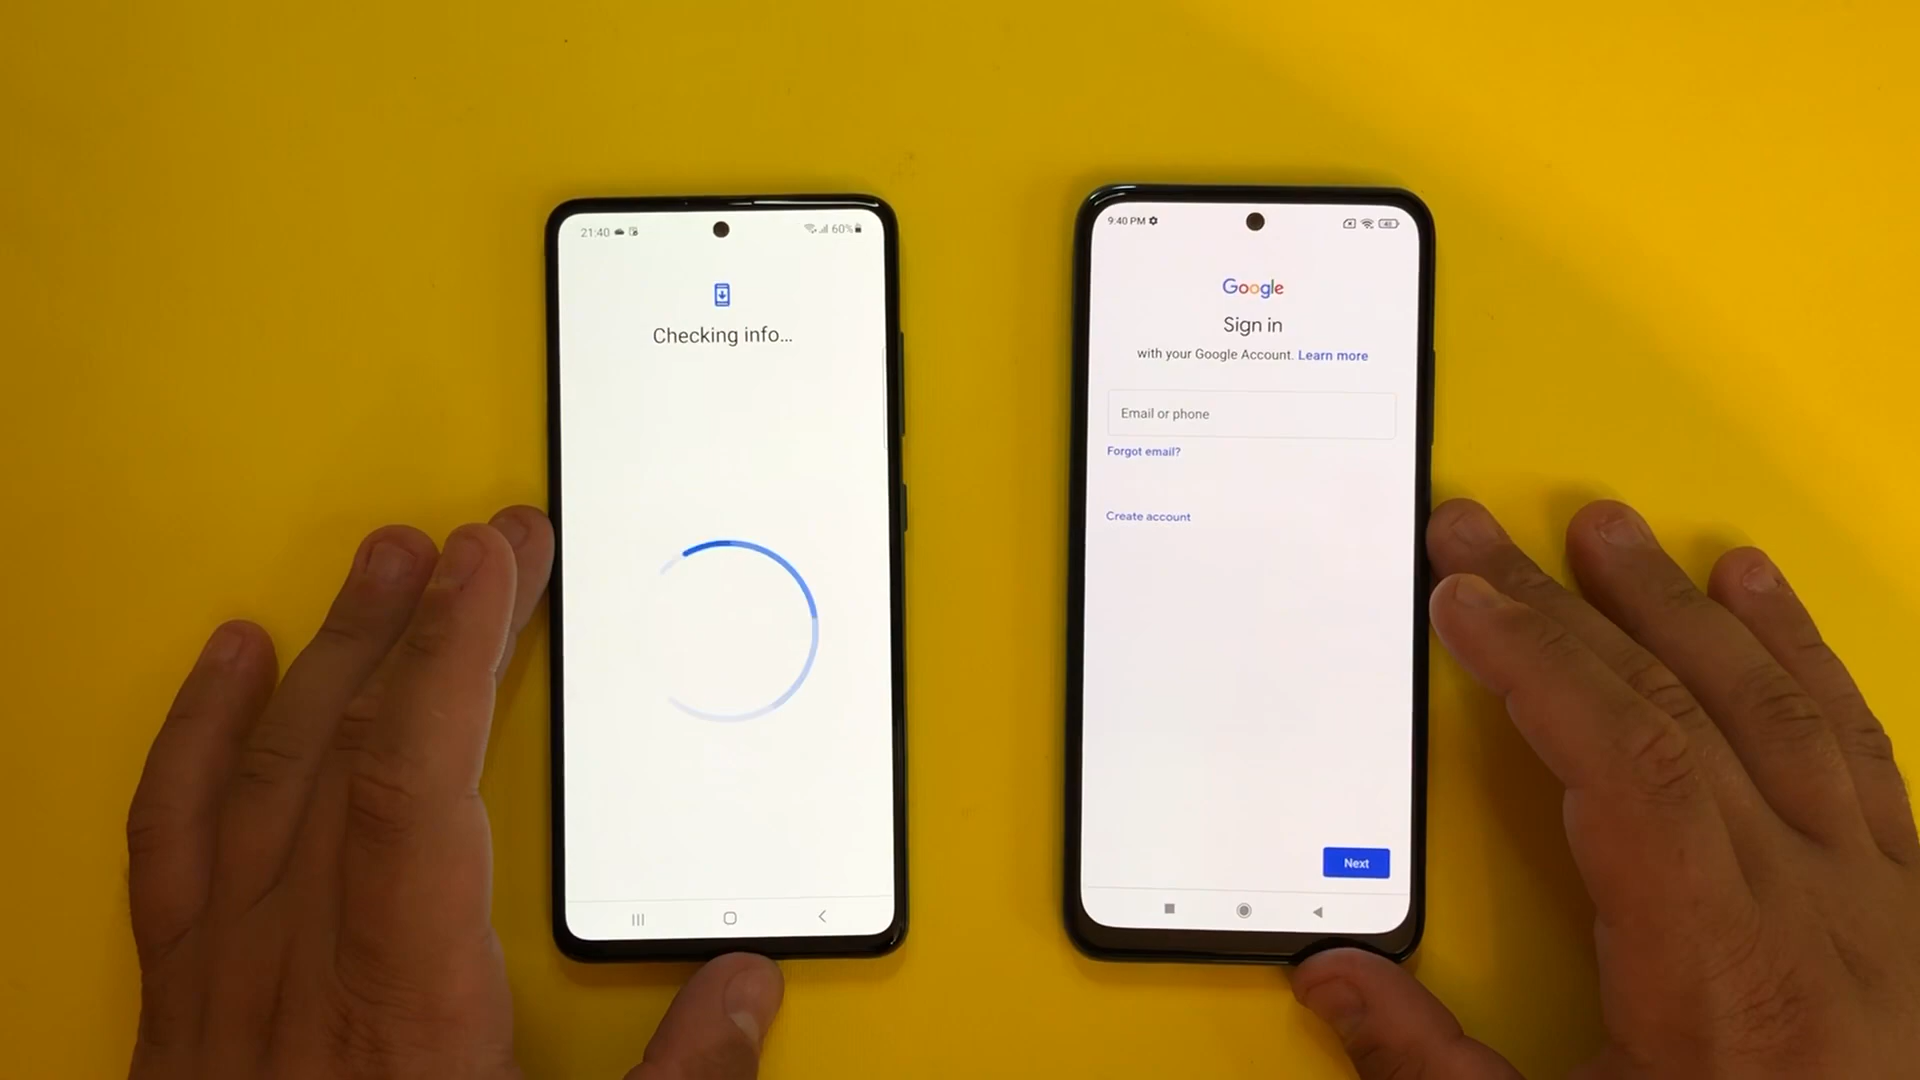 21:40
60%
Checking info...
9:40 PM
Google
Sign in
with your Google Account. Learn more
Email or phone
Forgot email?
Create account
Next